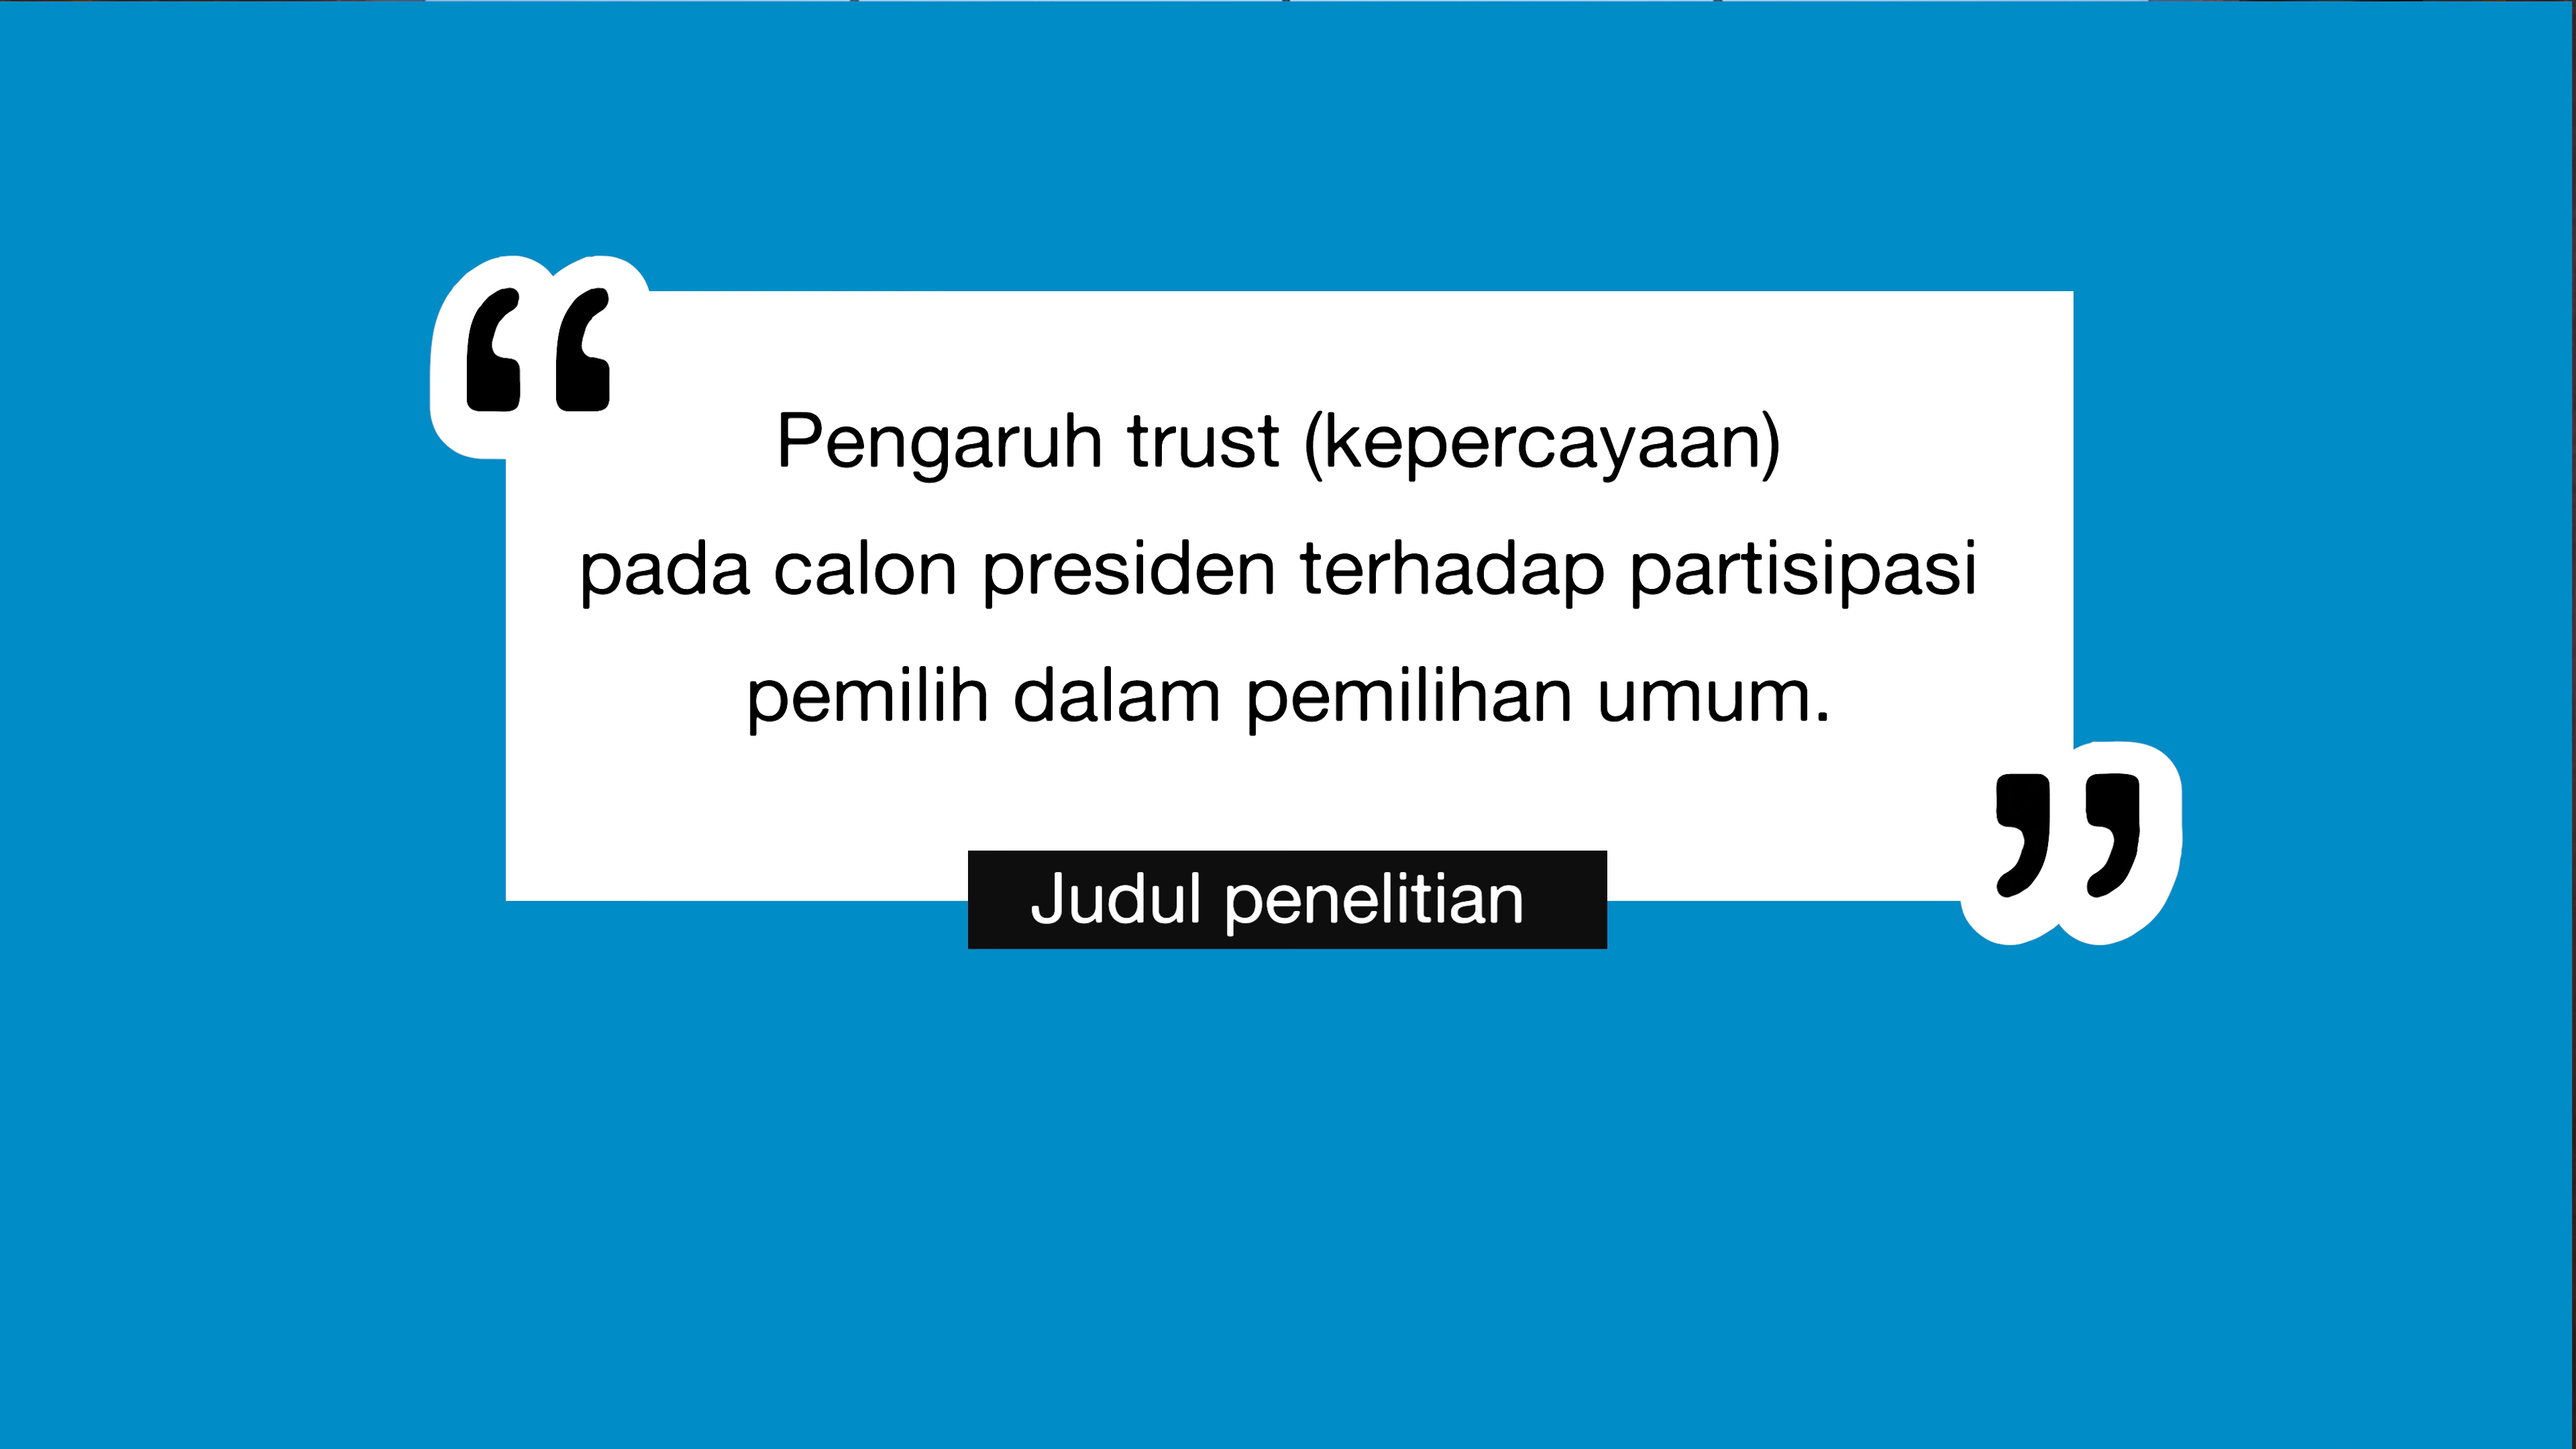 Pengaruh trust (kepercayaan)
pada calon presiden terhadap partisipasi
pemilih dalam pemilihan umum.
Judul penelitian